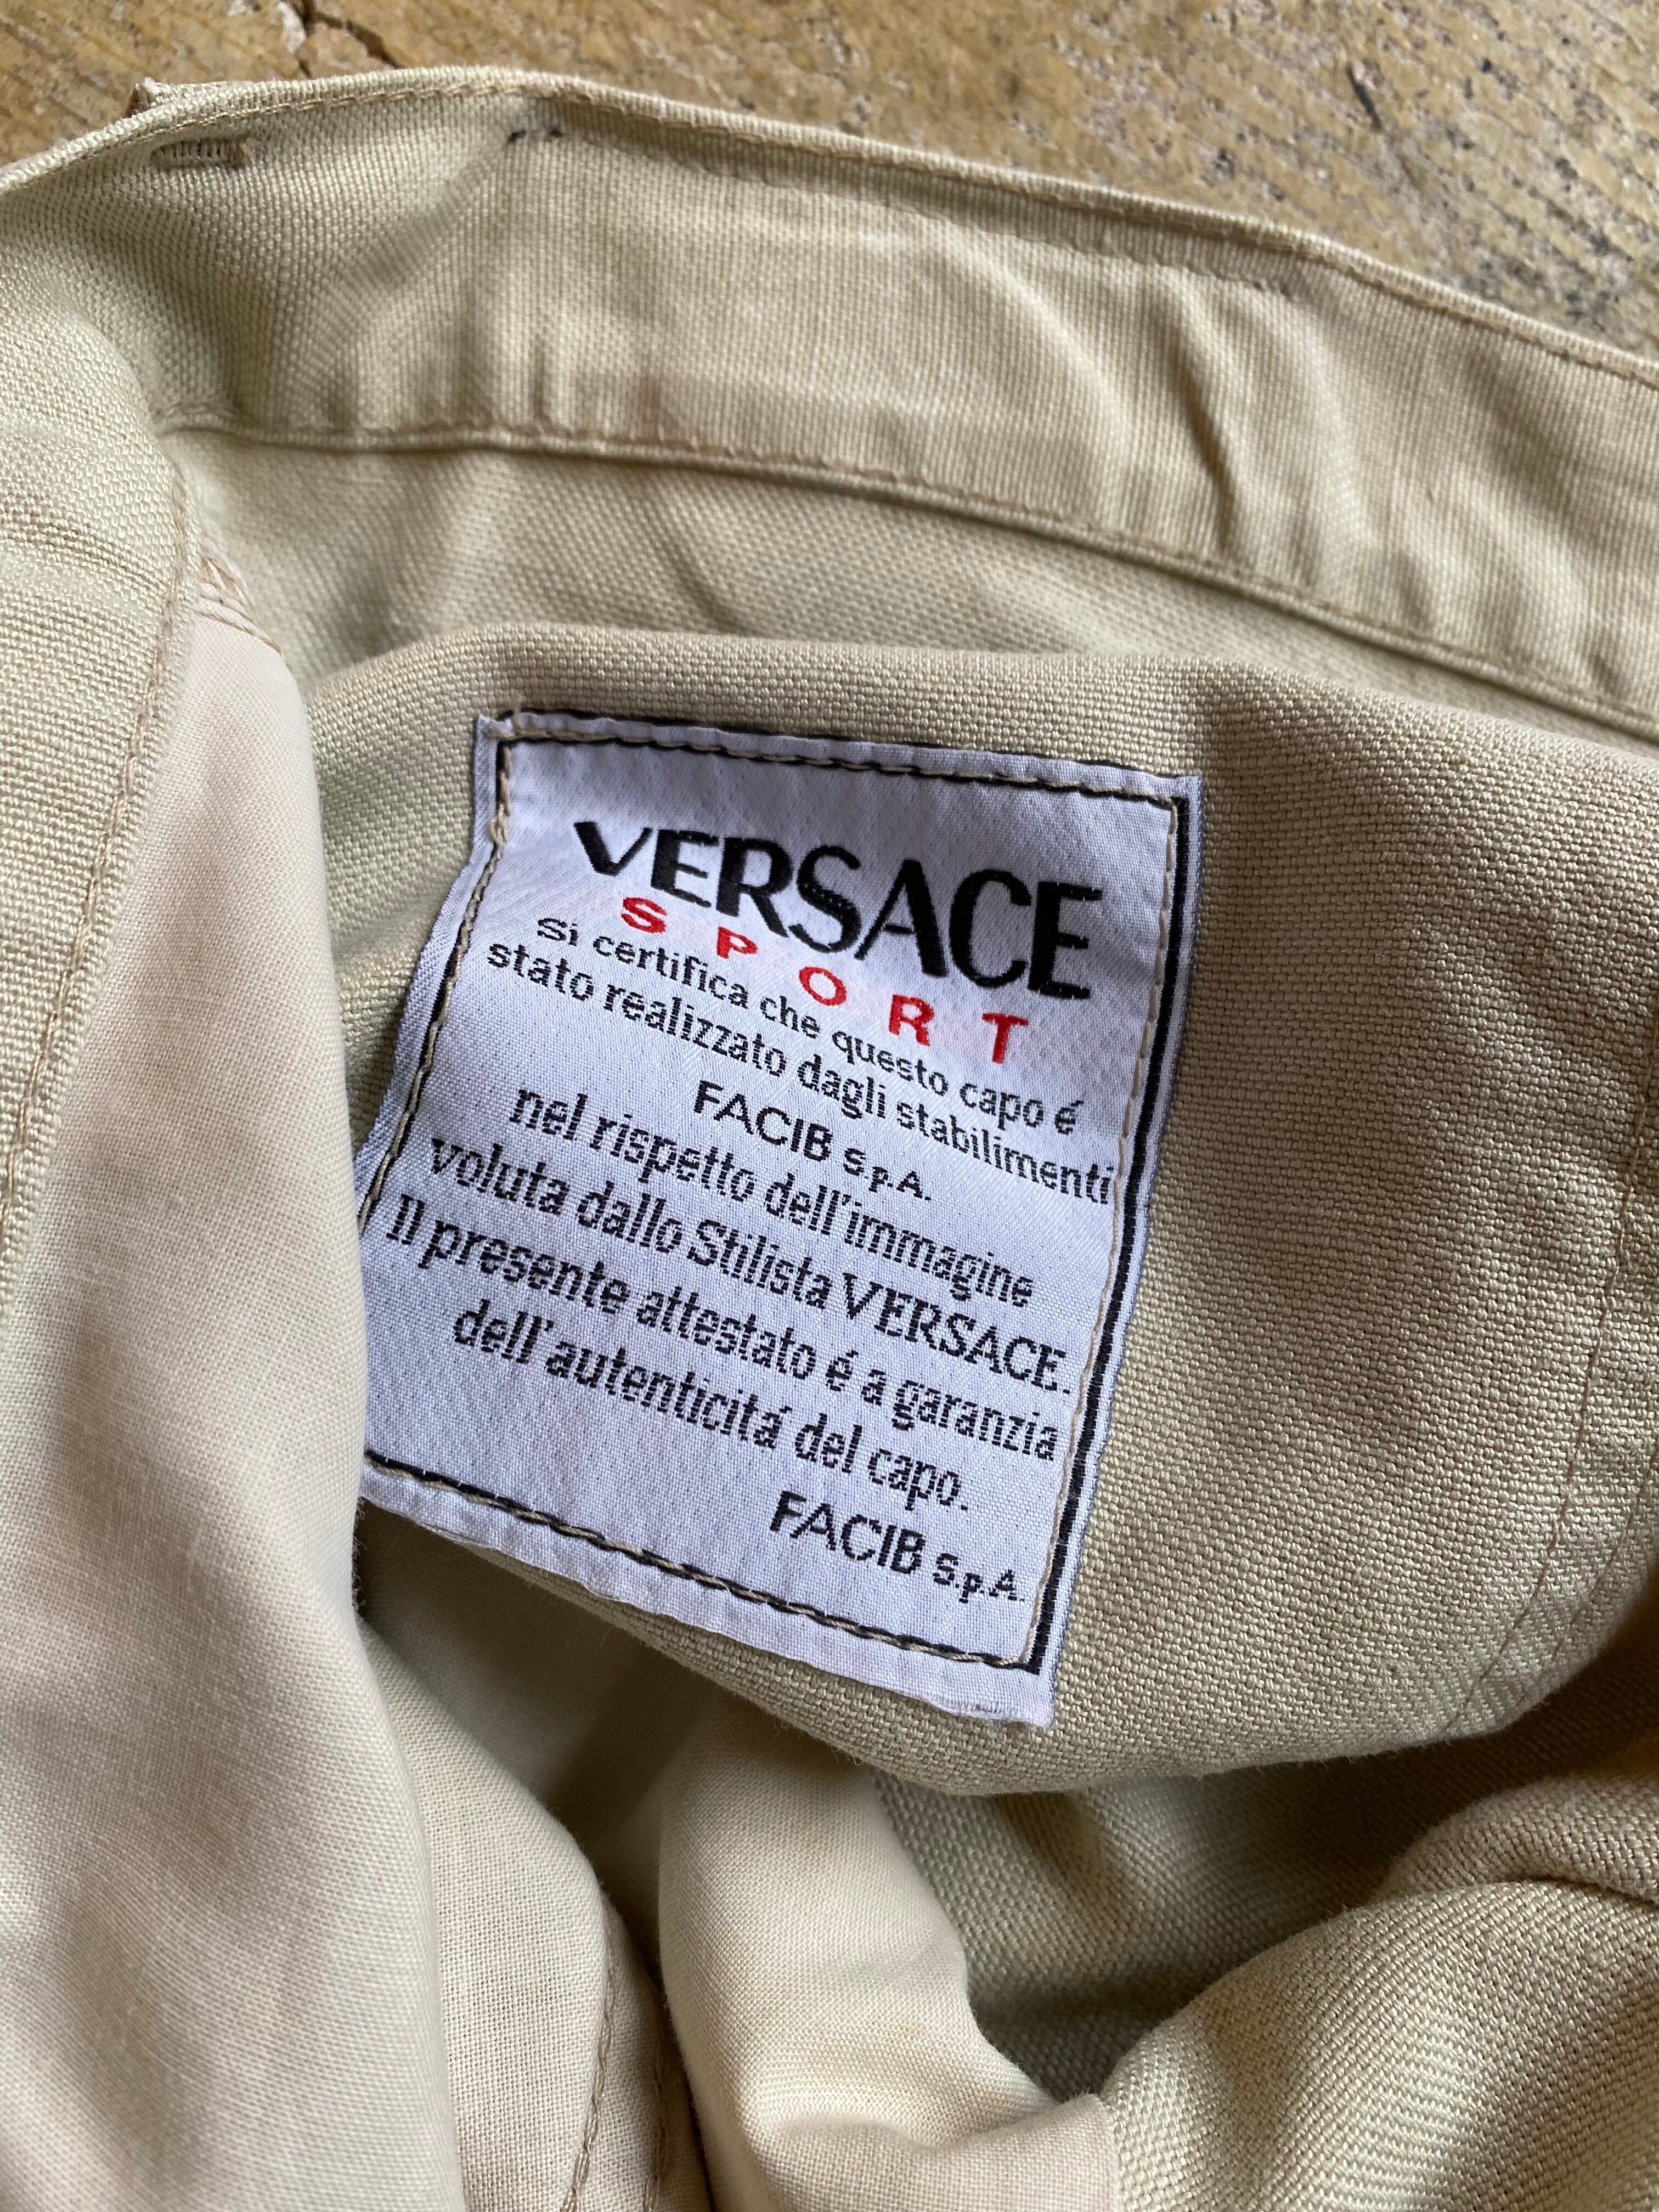 VERSACE
SPORT
Si certifica che questo capo é
stato realizzato dagli stabilimenti
FACIB s.p.A.
nel rispetto dell'immagine
voluta dallo Stilista VERSACE.
Il presente attestato é a garanzia
dell'autenticitá del capo.
FACIB s.p.A.